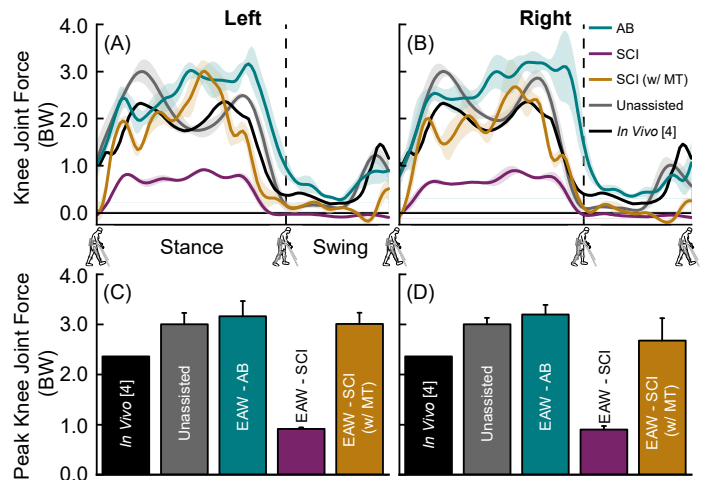 Left
Right
Knee Joint Force
(BW)
4.0
3.0
2.0
1.0
0.0
(A)
(B)
AB
SCI
SCI (w/ MT)
Unassisted
In Vivo [4]
Stance
Swing
Peak Knee Joint Force
(BW)
4.0
3.0
2.0
1.0
0.0
(C)
In Vivo [4]
Unassisted
EAW - AB
EAW - SCI
EAW - SCI
(w/ MT)
(D)
In Vivo [4]
Unassisted
EAW - AB
EAW - SCI
EAW - SCI
(w/ MT)